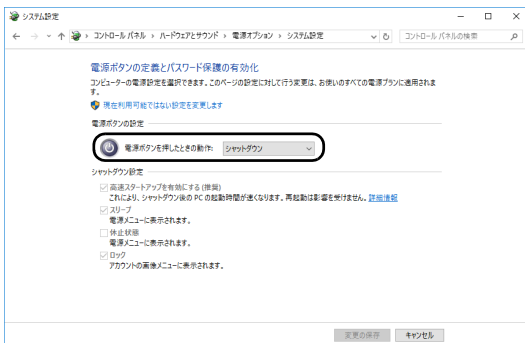 システム設定
コントロール パネル › ハードウェアとサウンド › 電源オプション › システム設定
コントロール パネルの検索
電源ボタンの定義とパスワード保護の有効化
コンピューターの電源設定を選択できます。このページの設定に対して行う変更は、お使いのすべての電源プランに適用されま
す。
現在利用可能ではない設定を変更します
電源ボタンの設定
電源ボタンを押したときの動作: シャットダウン
シャットダウン設定
高速スタートアップを有効にする (推奨)
これにより、シャットダウン後の PC の起動時間が速くなります。再起動は影響を受けません。詳細情報
スリープ
電源メニューに表示されます。
休止状態
電源メニューに表示されます。
ロック
アカウントの画像メニューに表示されます。
変更の保存 キャンセル